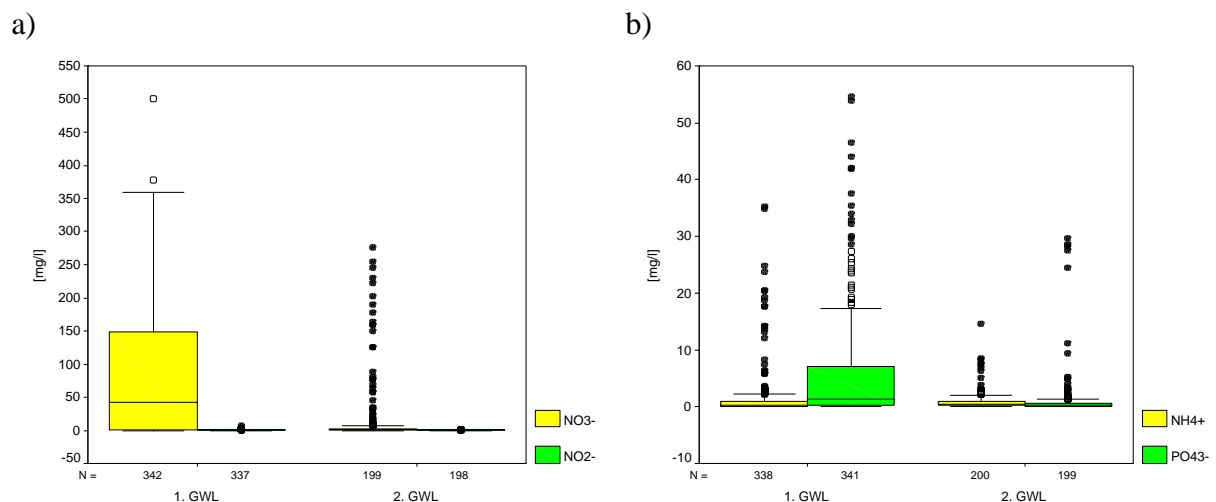 a)
550
500
450
400
350
300
250
200
150
100
50
0
-50
[mg/l]
N =
342
337
199
198
1. GWL
2. GWL
NO3-
NO2-
b)
60
50
40
30
20
10
0
-10
[mg/l]
N =
338
341
200
199
1. GWL
2. GWL
NH4+
PO43-